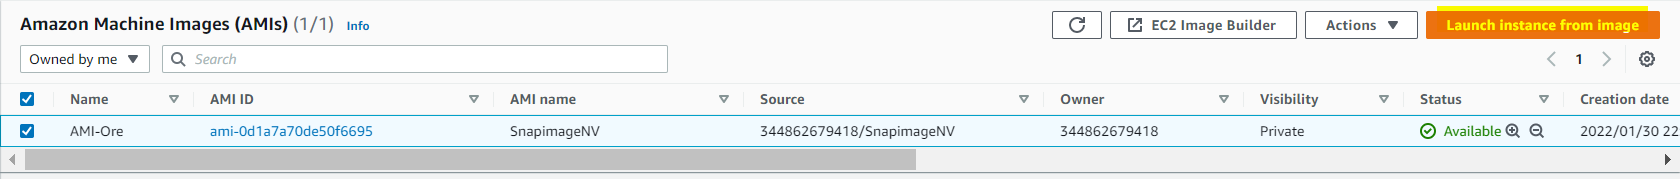 Amazon Machine Images (AMIs) (1/1) Info
EC2 Image Builder
Actions
Launch instance from image
Owned by me
Search
1
Name AMI ID AMI name Source Owner Visibility Status Creation date
AMI-Ore ami-0d1a7a70de50f6695 SnapimageNV 344862679418/SnapimageNV 344862679418 Private Available 2022/01/30 22